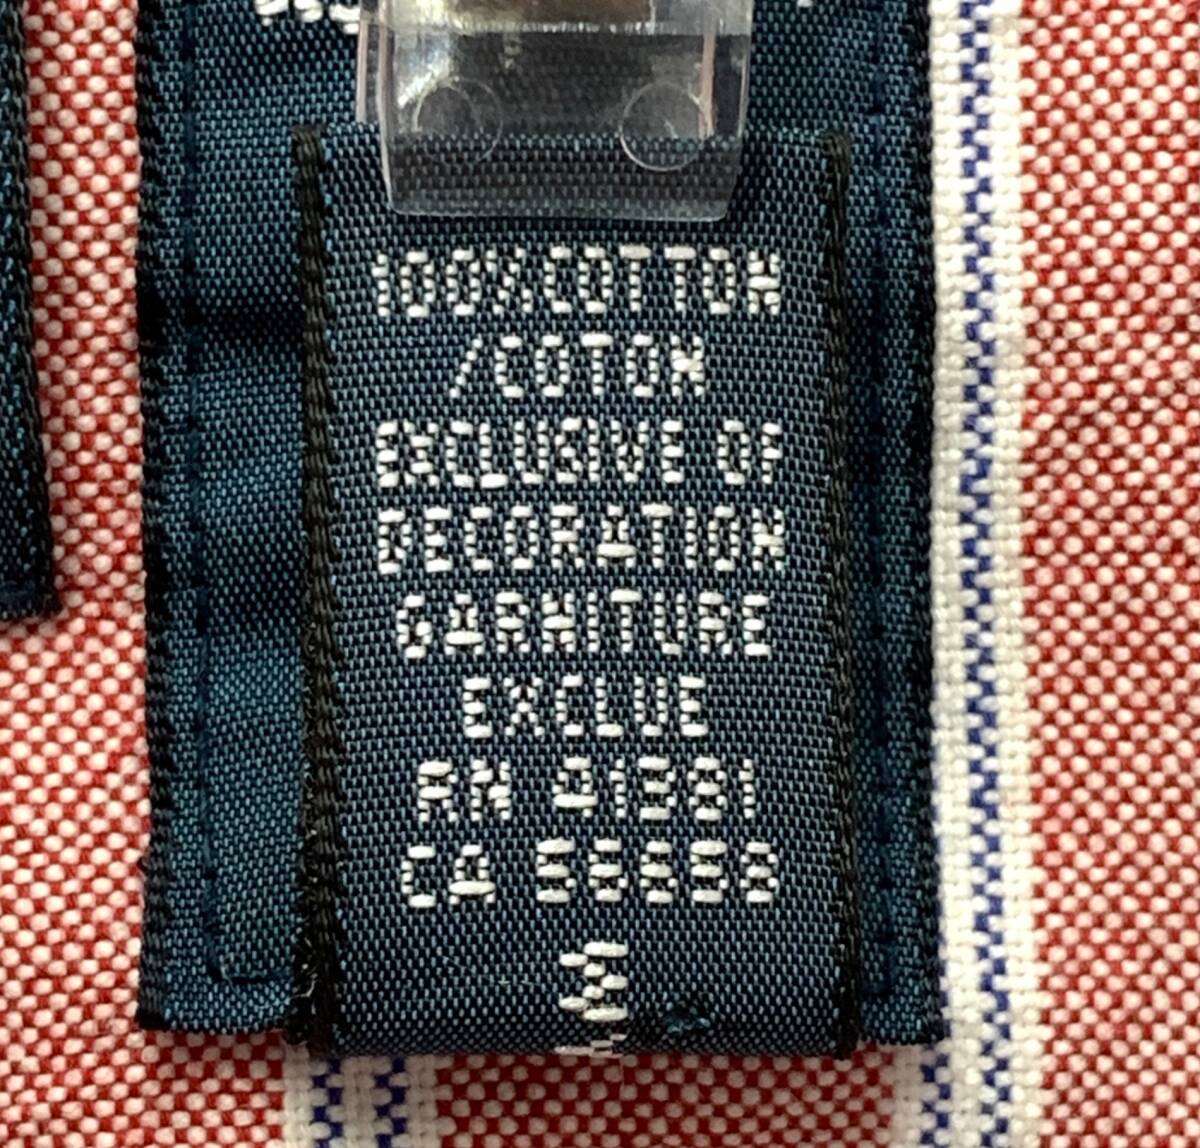 100%COTTON
/COTON
EXCLUSIVE OF
DECORATION
GARNITURE
EXCLUE
RN 41381
CA 56658